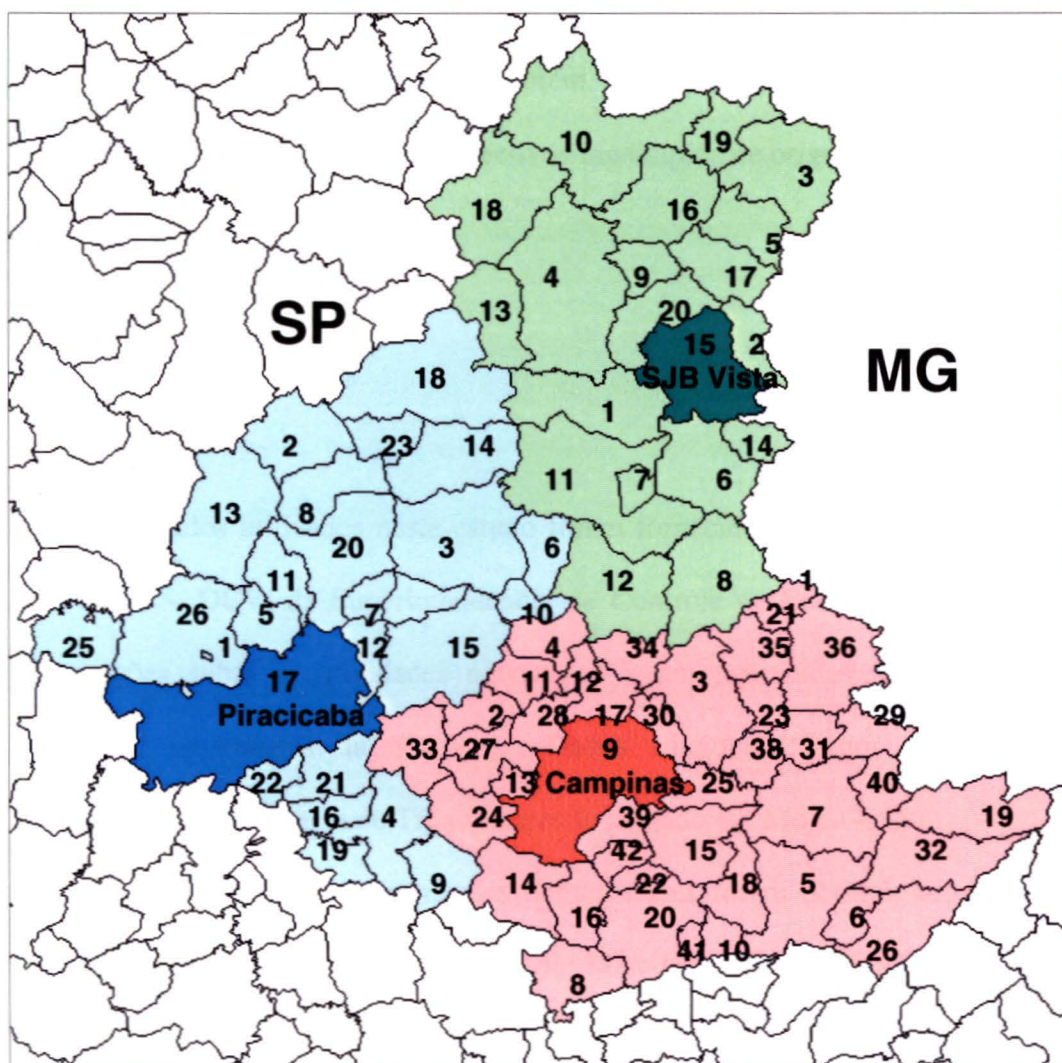 10 19
3
18 16
5
4 9 17
SP 13 20
15 2
SJB Vista MG
18
1
2 23 14 14
11 7 6
13 8
20 3 6
11 12 8 1
26 5 7 10 21
25 1 12 15 4 34 35 36
17 11 12 3
Piracicaba 2 28 17 30 23 29
33 27 9 38 31
22 21 13 Campinas 25 40
16 4 24 39 7 19
19 42 15 32
9 14 22 18 5
16 20 6
41 10 26
8